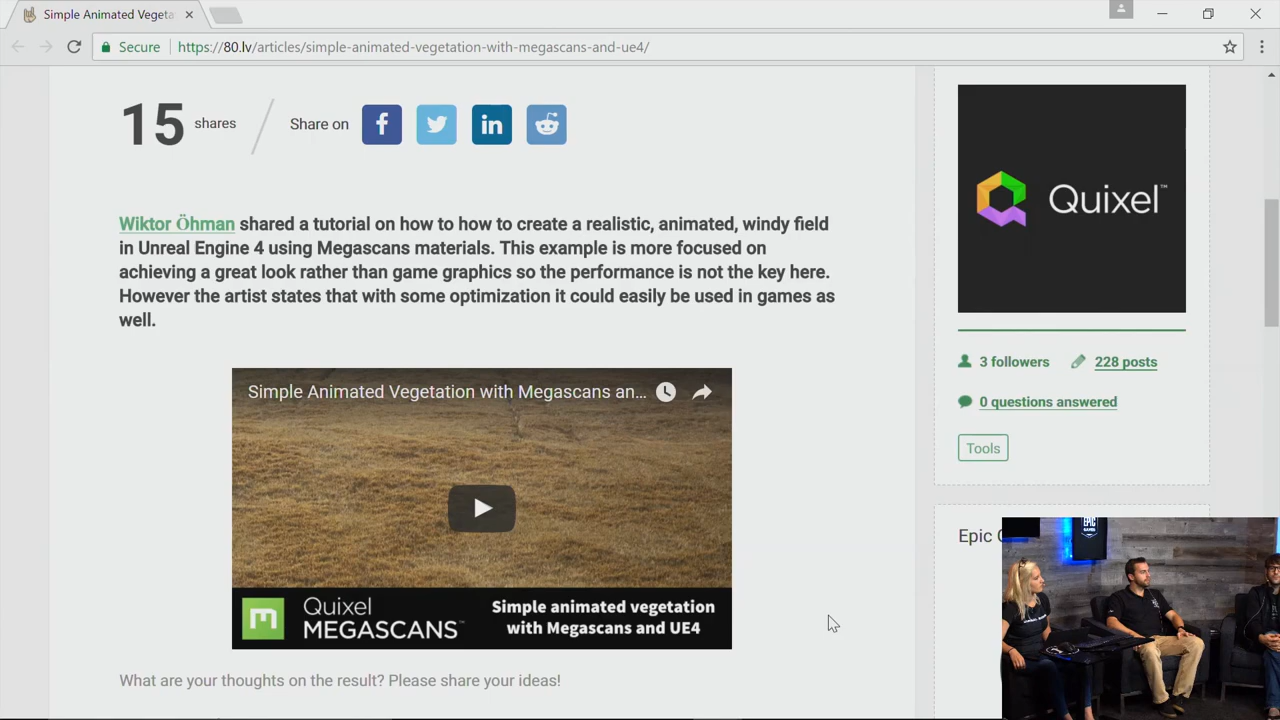 Simple Animated Vegeta
Secure
https://80.lv/articles/simple-animated-vegetation-with-megascans-and-ue4/
15 shares
Share on
Wiktor Öhman shared a tutorial on how to how to create a realistic, animated, windy field
in Unreal Engine 4 using Megascans materials. This example is more focused on
achieving a great look rather than game graphics so the performance is not the key here.
However the artist states that with some optimization it could easily be used in games as
well.
Simple Animated Vegetation with Megascans an...
Quixel
MEGASCANS™
Simple animated vegetation
with Megascans and UE4
What are your thoughts on the result? Please share your ideas!
Quixel™
3 followers
228 posts
0 questions answered
Tools
Epic
EPIC
GAMES